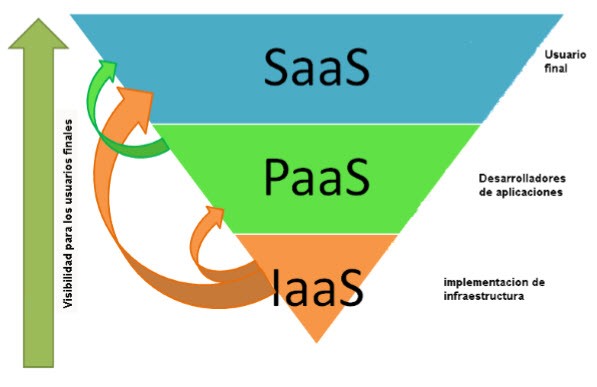 SaaS
Usuario
final
PaaS
Desarrolladores
de aplicaciones
IaaS
implementacion de
infraestructura
Visibilidad para los usuarios finales